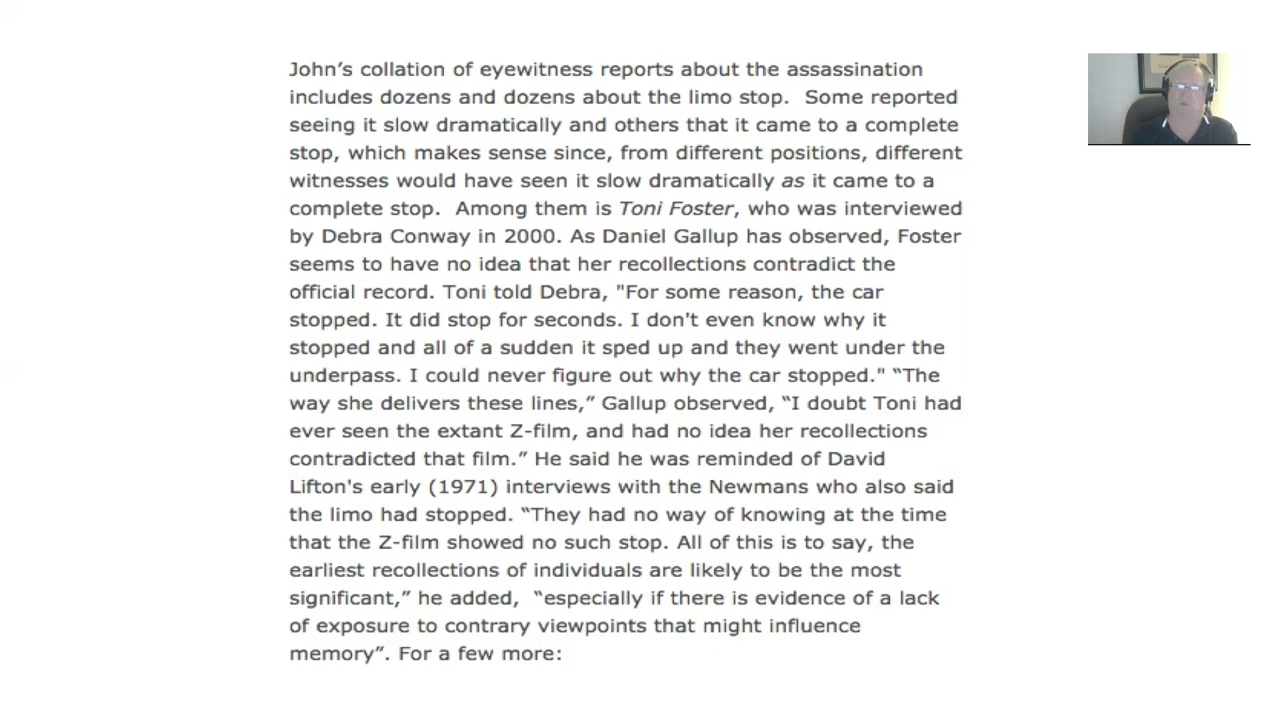 John’s collation of eyewitness reports about the assassination
includes dozens and dozens about the limo stop.  Some reported
seeing it slow dramatically and others that it came to a complete
stop, which makes sense since, from different positions, different
witnesses would have seen it slow dramatically as it came to a
complete stop.  Among them is Toni Foster, who was interviewed
by Debra Conway in 2000. As Daniel Gallup has observed, Foster
seems to have no idea that her recollections contradict the
official record. Toni told Debra, "For some reason, the car
stopped. It did stop for seconds. I don't even know why it
stopped and all of a sudden it sped up and they went under the
underpass. I could never figure out why the car stopped." “The
way she delivers these lines,” Gallup observed, “I doubt Toni had
ever seen the extant Z-film, and had no idea her recollections
contradicted that film.” He said he was reminded of David
Lifton's early (1971) interviews with the Newmans who also said
the limo had stopped. “They had no way of knowing at the time
that the Z-film showed no such stop. All of this is to say, the
earliest recollections of individuals are likely to be the most
significant,” he added,  “especially if there is evidence of a lack
of exposure to contrary viewpoints that might influence
memory”. For a few more: